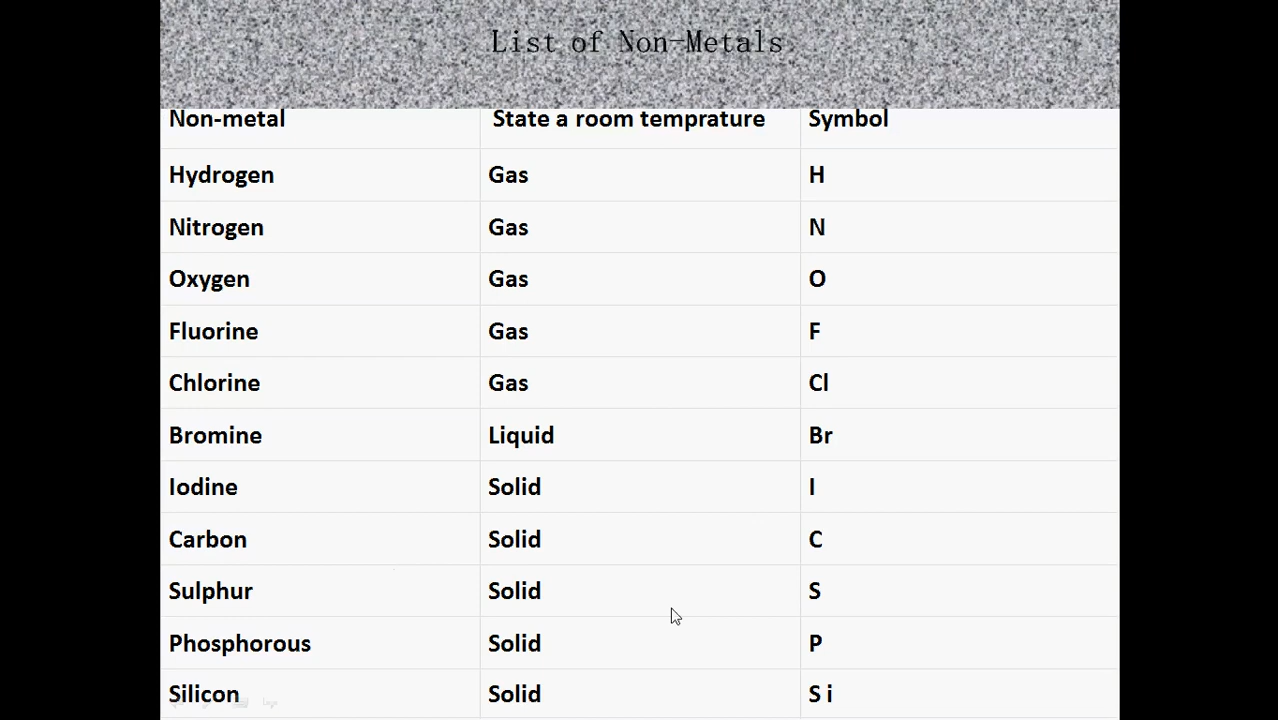 List of Non-Metals
Non-metal State a room temprature Symbol
Hydrogen Gas H
Nitrogen Gas N
Oxygen Gas O
Fluorine Gas F
Chlorine Gas Cl
Bromine Liquid Br
Iodine Solid I
Carbon Solid C
Sulphur Solid S
Phosphorous Solid P
Silicon Solid S i